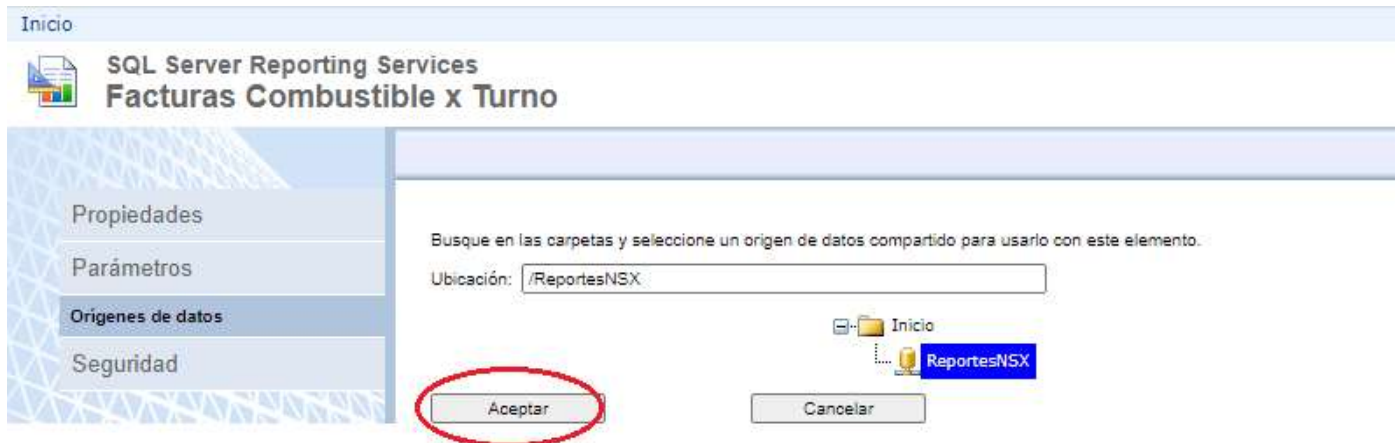 Inicio
SQL Server Reporting Services
Facturas Combustible x Turno
Propiedades
Parámetros
Orígenes de datos
Seguridad
Busque en las carpetas y seleccione un origen de datos compartido para usarlo con este elemento.
Ubicación: /ReportesNSX
Inicio
ReportesNSX
Aceptar Cancelar